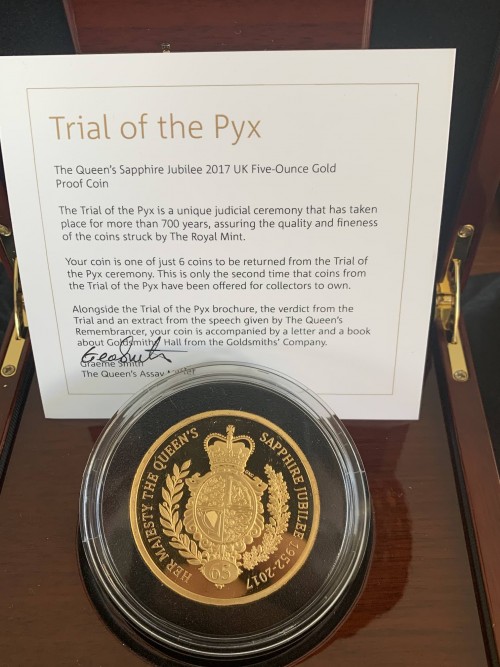 Trial of the Pyx
The Queen's Sapphire Jubilee 2017 UK Five-Ounce Gold
Proof Coin
The Trial of the Pyx is a unique judicial ceremony that has taken
place for more than 700 years, assuring the quality and fineness
of the coins struck by The Royal Mint.
Your coin is one of just 6 coins to be returned from the Trial of
the Pyx ceremony. This is only the second time that coins from
the Trial of the Pyx have been offered for collectors to own.
Alongside the Trial of the Pyx brochure, the verdict from the
Trial and an extract from the speech given by The Queen's
Remembrancer, your coin is accompanied by a letter and a book
about Goldsmiths' Hall from the Goldsmiths' Company.
Graeme Smith
The Queen's Assay
HER MAJESTY THE QUEEN'S
SAPPHIRE JUBILEE 1952-2017
65